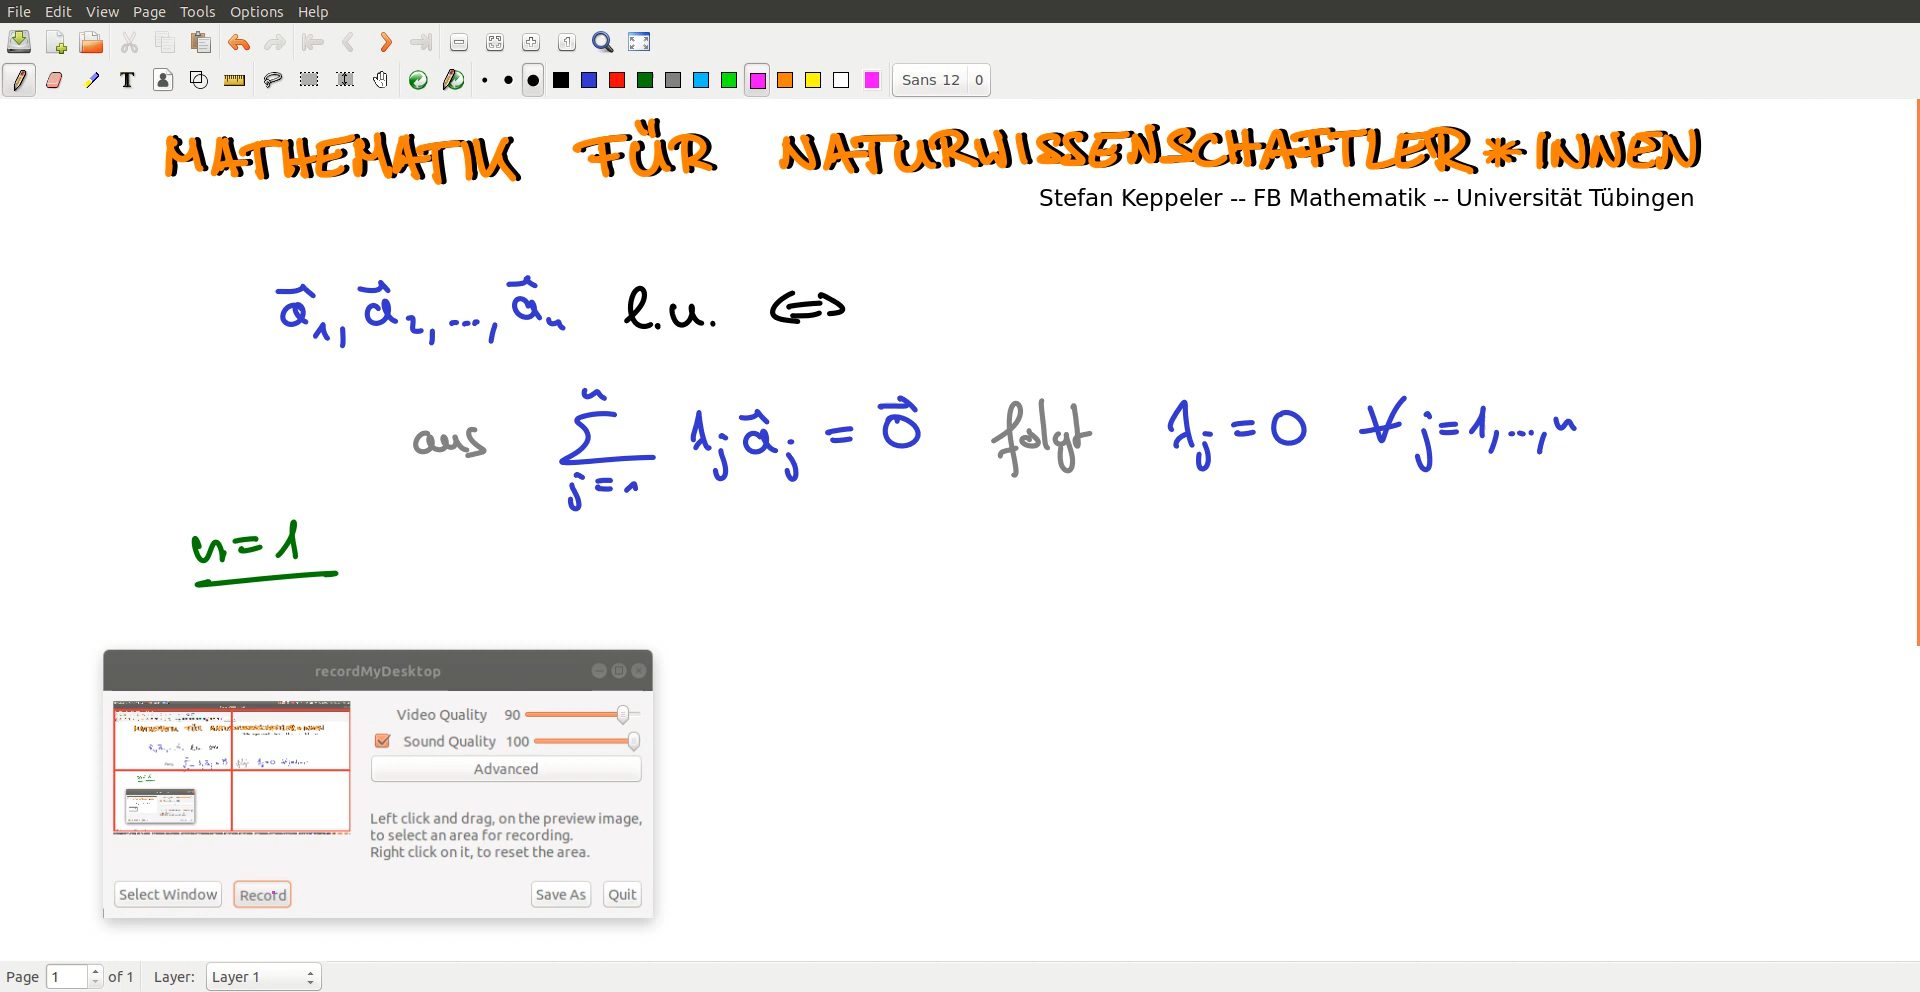 File Edit View Page Tools Options Help
Sans 12 0
MATHEMATIK FÜR NATURWISSENSCHAFTLER*INNEN
Stefan Keppeler -- FB Mathematik -- Universität Tübingen
a⃗₁, a⃗₂, ..., a⃗ₙ l.u. ⇔
aus ∑ⱼ₌₁ⁿ λⱼ a⃗ⱼ = 0⃗ folgt λⱼ = 0 ∀ j=1,...,n
n=1
recordMyDesktop
Video Quality 90
Sound Quality 100
Advanced
Left click and drag, on the preview image,
to select an area for recording.
Right click on it, to reset the area.
Select Window Record Save As Quit
Page 1 of 1 Layer: Layer 1